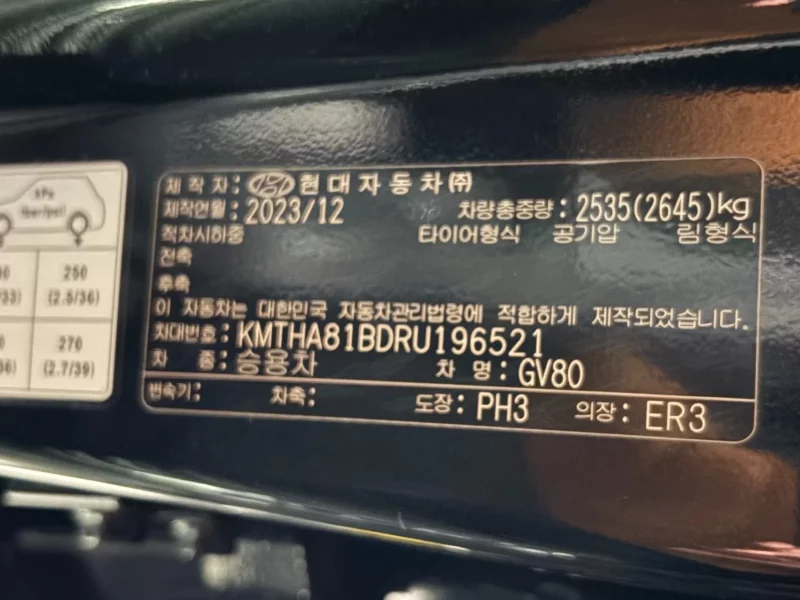 kPa
(bar/psi)
250
(2.5/36)
270
(2.7/39)
제 작 자: 현대자동차㈜
제작연월: 2023/12 차량총중량: 2535(2645)kg
적차시하중 타이어형식 공기압 림형식
전축
후축
이 자동차는 대한민국 자동차관리법령에 적합하게 제작되었습니다.
차대번호: KMTHA81BDRU196521
차 종: 승용차 차 명: GV80
변속기: 차축: 도장: PH3 의장: ER3